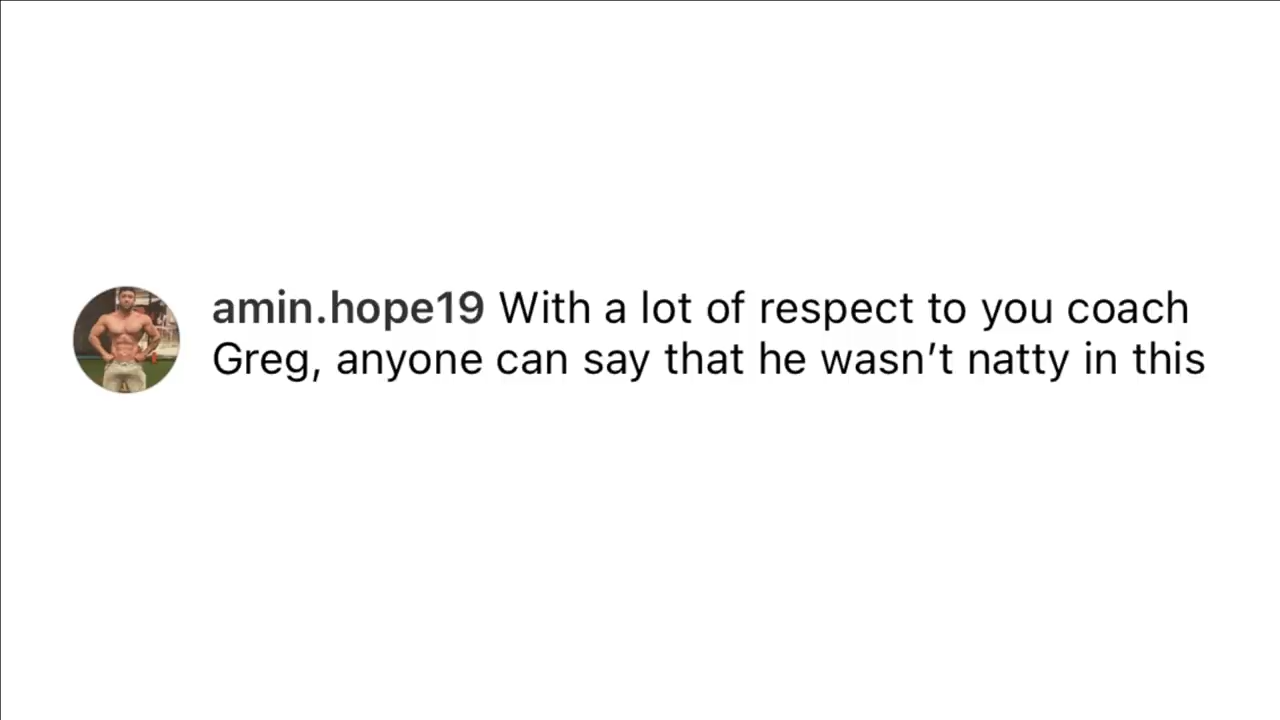 amin.hope19 With a lot of respect to you coach
Greg, anyone can say that he wasn’t natty in this